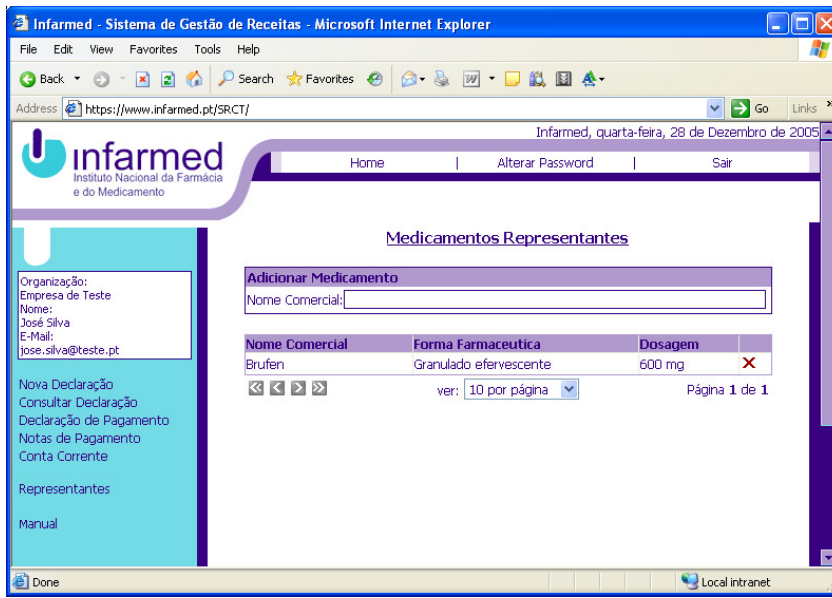 Infarmed - Sistema de Gestão de Receitas - Microsoft Internet Explorer
File Edit View Favorites Tools Help
Back Search Favorites
Address https://www.infarmed.pt/SRCT/ Go Links »
Infarmed, quarta-feira, 28 de Dezembro de 2005
infarmed
Instituto Nacional da Farmácia
e do Medicamento
Home | Alterar Password | Sair
Medicamentos Representantes
Organização:
Empresa de Teste
Nome:
José Silva
E-Mail:
jose.silva@teste.pt
Nova Declaração
Consultar Declaração
Declaração de Pagamento
Notas de Pagamento
Conta Corrente
Representantes
Manual
Adicionar Medicamento
Nome Comercial:
Nome Comercial Forma Farmaceutica Dosagem
Brufen Granulado efervescente 600 mg
ver: 10 por página Página 1 de 1
Done Local intranet